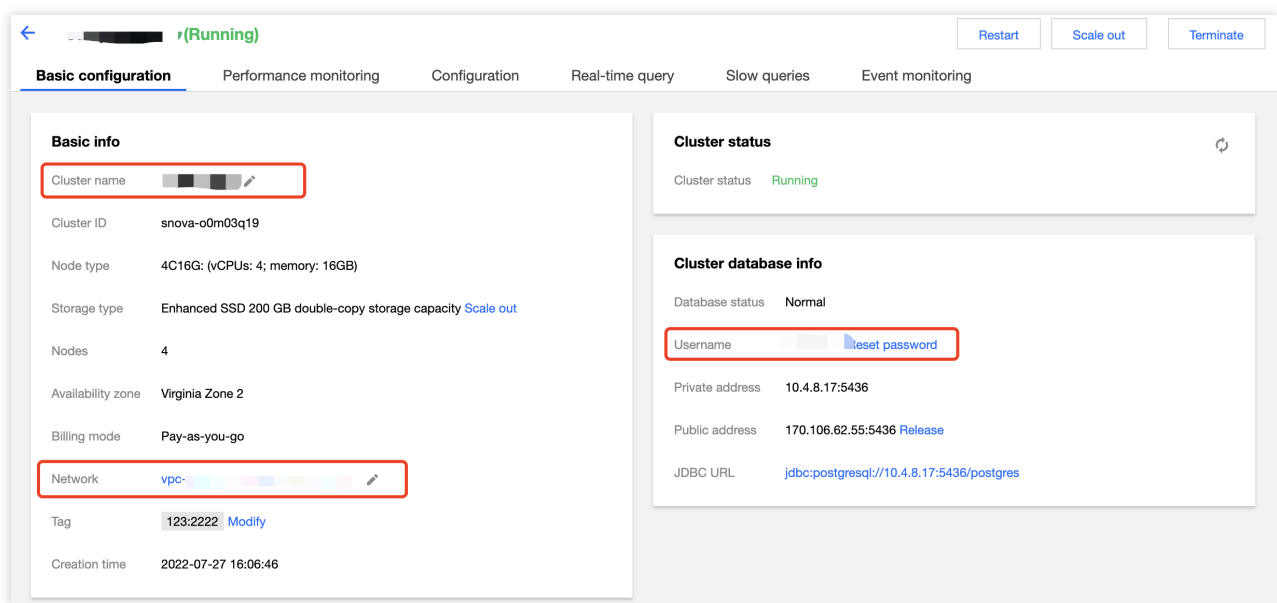 (Running)
Restart
Scale out
Terminate
Basic configuration
Performance monitoring
Configuration
Real-time query
Slow queries
Event monitoring
Basic info
Cluster name
Cluster ID snova-o0m03q19
Node type 4C16G: (vCPUs: 4; memory: 16GB)
Storage type Enhanced SSD 200 GB double-copy storage capacity Scale out
Nodes 4
Availability zone Virginia Zone 2
Billing mode Pay-as-you-go
Network vpc-
Tag 123:2222 Modify
Creation time 2022-07-27 16:06:46
Cluster status
Cluster status Running
Cluster database info
Database status Normal
Username eset password
Private address 10.4.8.17:5436
Public address 170.106.62.55:5436 Release
JDBC URL jdbc:postgresql://10.4.8.17:5436/postgres